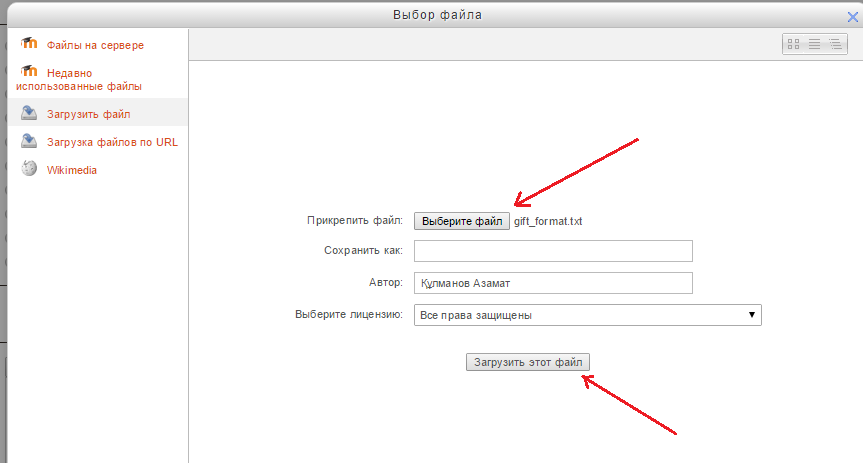 Выбор файла
Файлы на сервере
Недавно
использованные файлы
Загрузить файл
Загрузка файлов по URL
Wikimedia
Прикрепить файл: Выберите файл gift_format.txt
Сохранить как:
Автор: Құлманов Азамат
Выберите лицензию: Все права защищены
Загрузить этот файл